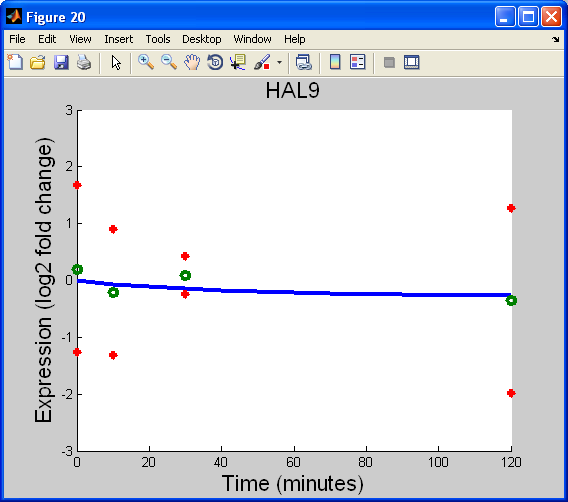 Figure 20
File Edit View Insert Tools Desktop Window Help
HAL9
Expression (log2 fold change)
3
2
1
0
-1
-2
-3
0 20 40 60 80 100 120
Time (minutes)